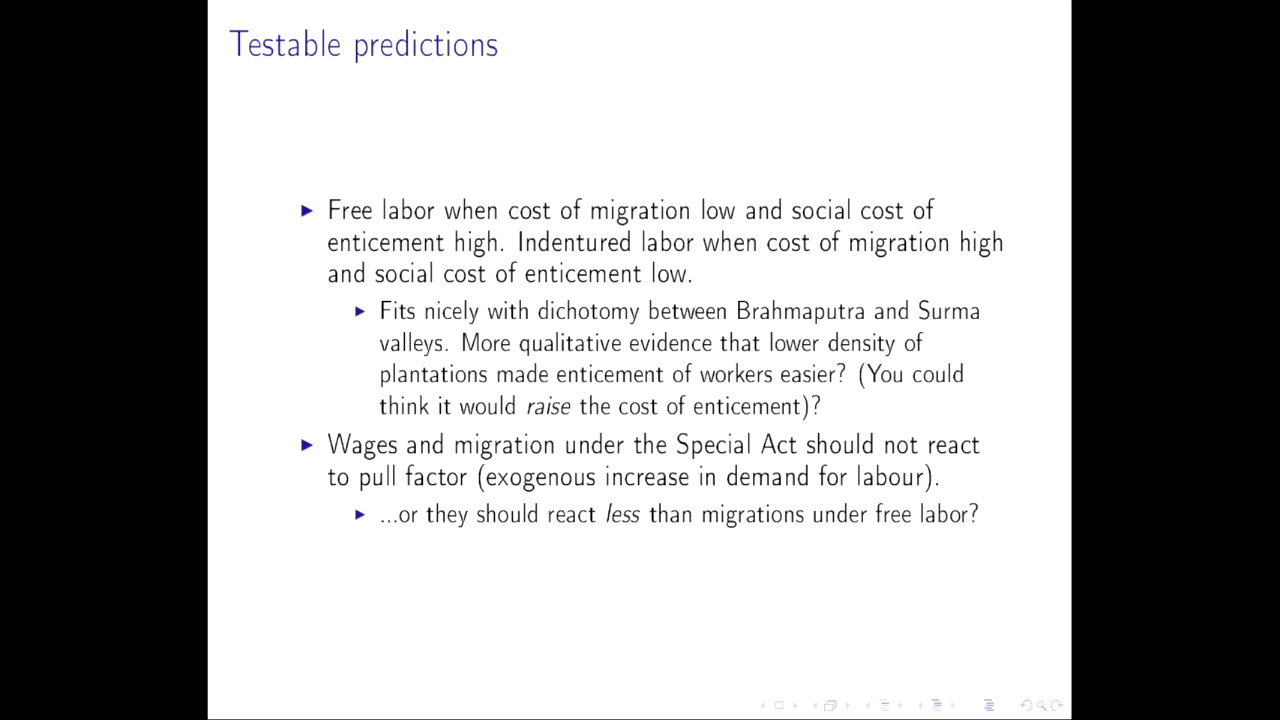 Testable predictions
▶ Free labor when cost of migration low and social cost of
enticement high. Indentured labor when cost of migration high
and social cost of enticement low.
▶ Fits nicely with dichotomy between Brahmaputra and Surma
valleys. More qualitative evidence that lower density of
plantations made enticement of workers easier? (You could
think it would raise the cost of enticement)?
▶ Wages and migration under the Special Act should not react
to pull factor (exogenous increase in demand for labour).
▶ ...or they should react less than migrations under free labor?